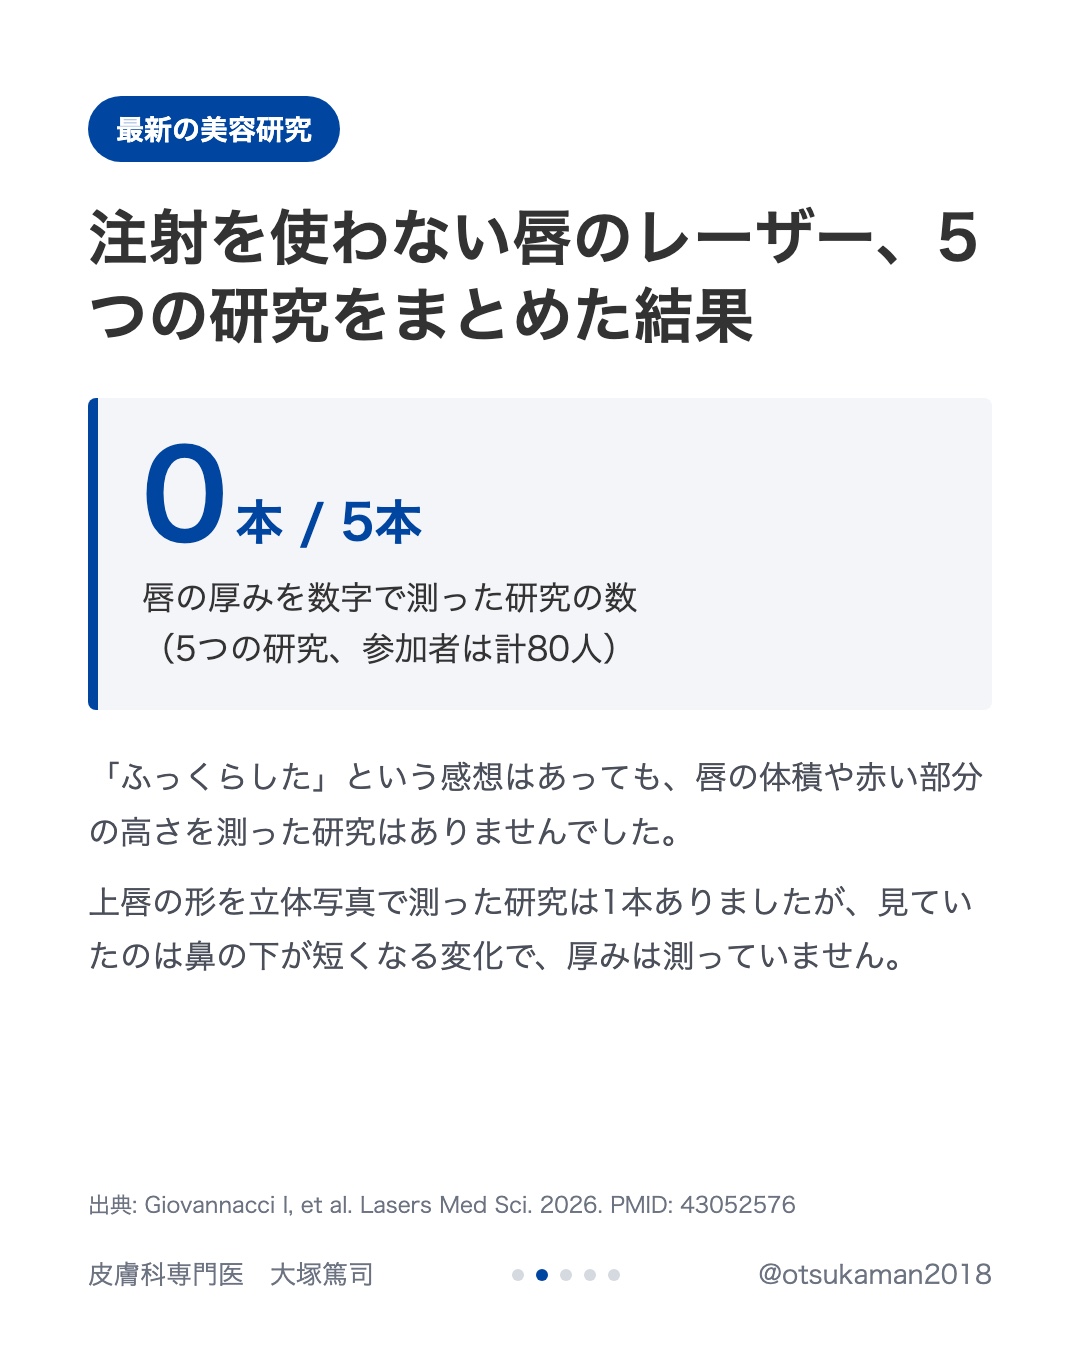 最新の美容研究
注射を使わない唇のレーザー、5
つの研究をまとめた結果
0本 / 5本
唇の厚みを数字で測った研究の数
（5つの研究、参加者は計80人）
「ふっくらした」という感想はあっても、唇の体積や赤い部分
の高さを測った研究はありませんでした。
上唇の形を立体写真で測った研究は1本ありましたが、見てい
たのは鼻の下が短くなる変化で、厚みは測っていません。
出典: Giovannacci I, et al. Lasers Med Sci. 2026. PMID: 43052576
皮膚科専門医　大塚篤司
@otsukaman2018